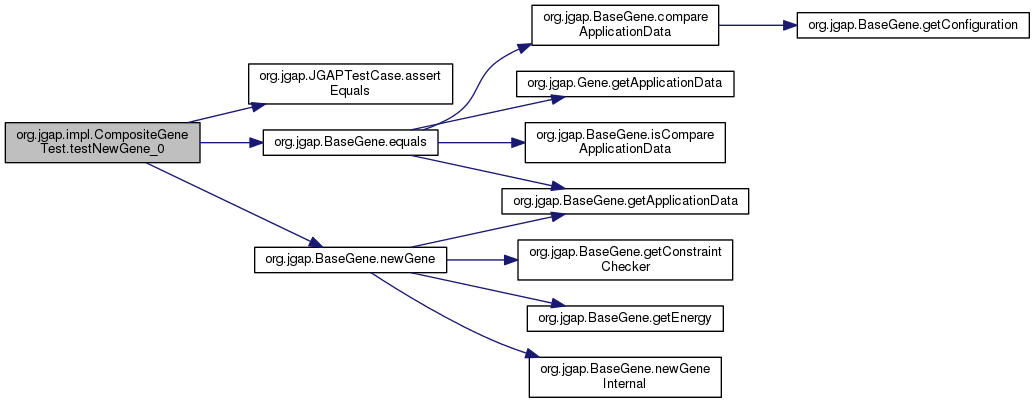 org.jgap.impl.CompositeGene
Test.testNewGene_0
org.jgap.JGAPTestCase.assert
Equals
org.jgap.BaseGene.equals
org.jgap.BaseGene.newGene
org.jgap.BaseGene.compare
ApplicationData
org.jgap.Gene.getApplicationData
org.jgap.BaseGene.isCompare
ApplicationData
org.jgap.BaseGene.getApplicationData
org.jgap.BaseGene.getConstraint
Checker
org.jgap.BaseGene.getEnergy
org.jgap.BaseGene.newGene
Internal
org.jgap.BaseGene.getConfiguration